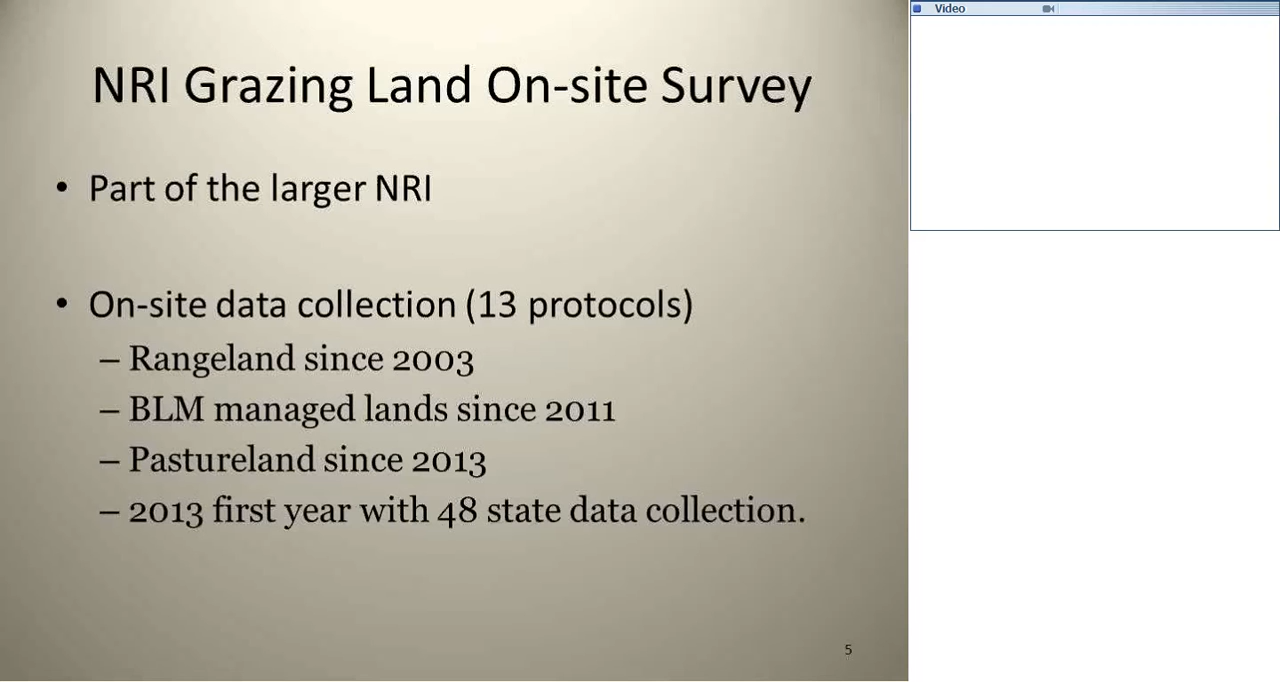 NRI Grazing Land On-site Survey
Video
• Part of the larger NRI
• On-site data collection (13 protocols)
– Rangeland since 2003
– BLM managed lands since 2011
– Pastureland since 2013
– 2013 first year with 48 state data collection.
5